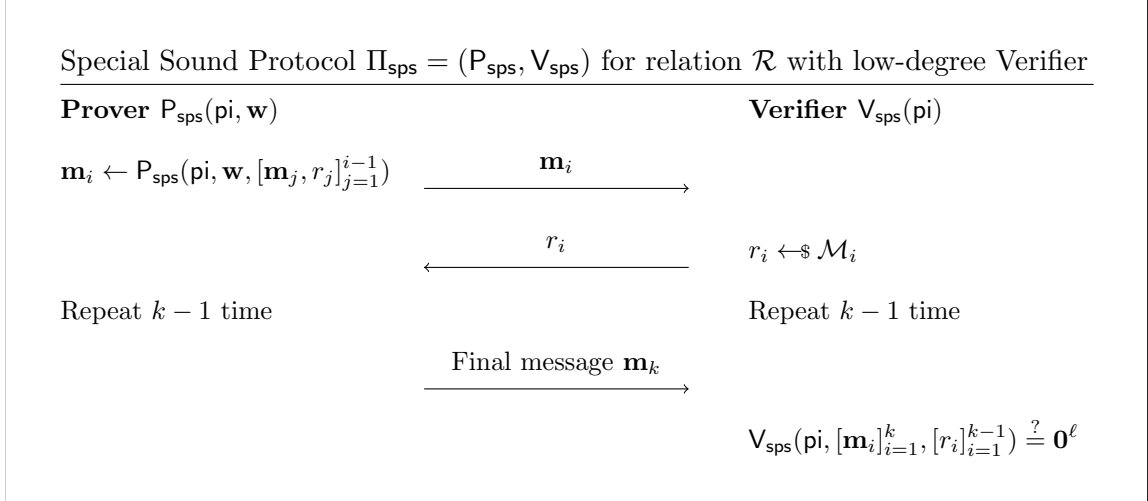 Special Sound Protocol Π_sps = (P_sps, V_sps) for relation ℛ with low-degree Verifier
Prover P_sps(pi, w) Verifier V_sps(pi)
m_i ← P_sps(pi, w, [m_j, r_j]_{j=1}^{i−1}) m_i
r_i r_i ←$ ℳ_i
Repeat k − 1 time Repeat k − 1 time
Final message m_k
V_sps(pi, [m_i]_{i=1}^{k}, [r_i]_{i=1}^{k−1}) ≟ 0^ℓ